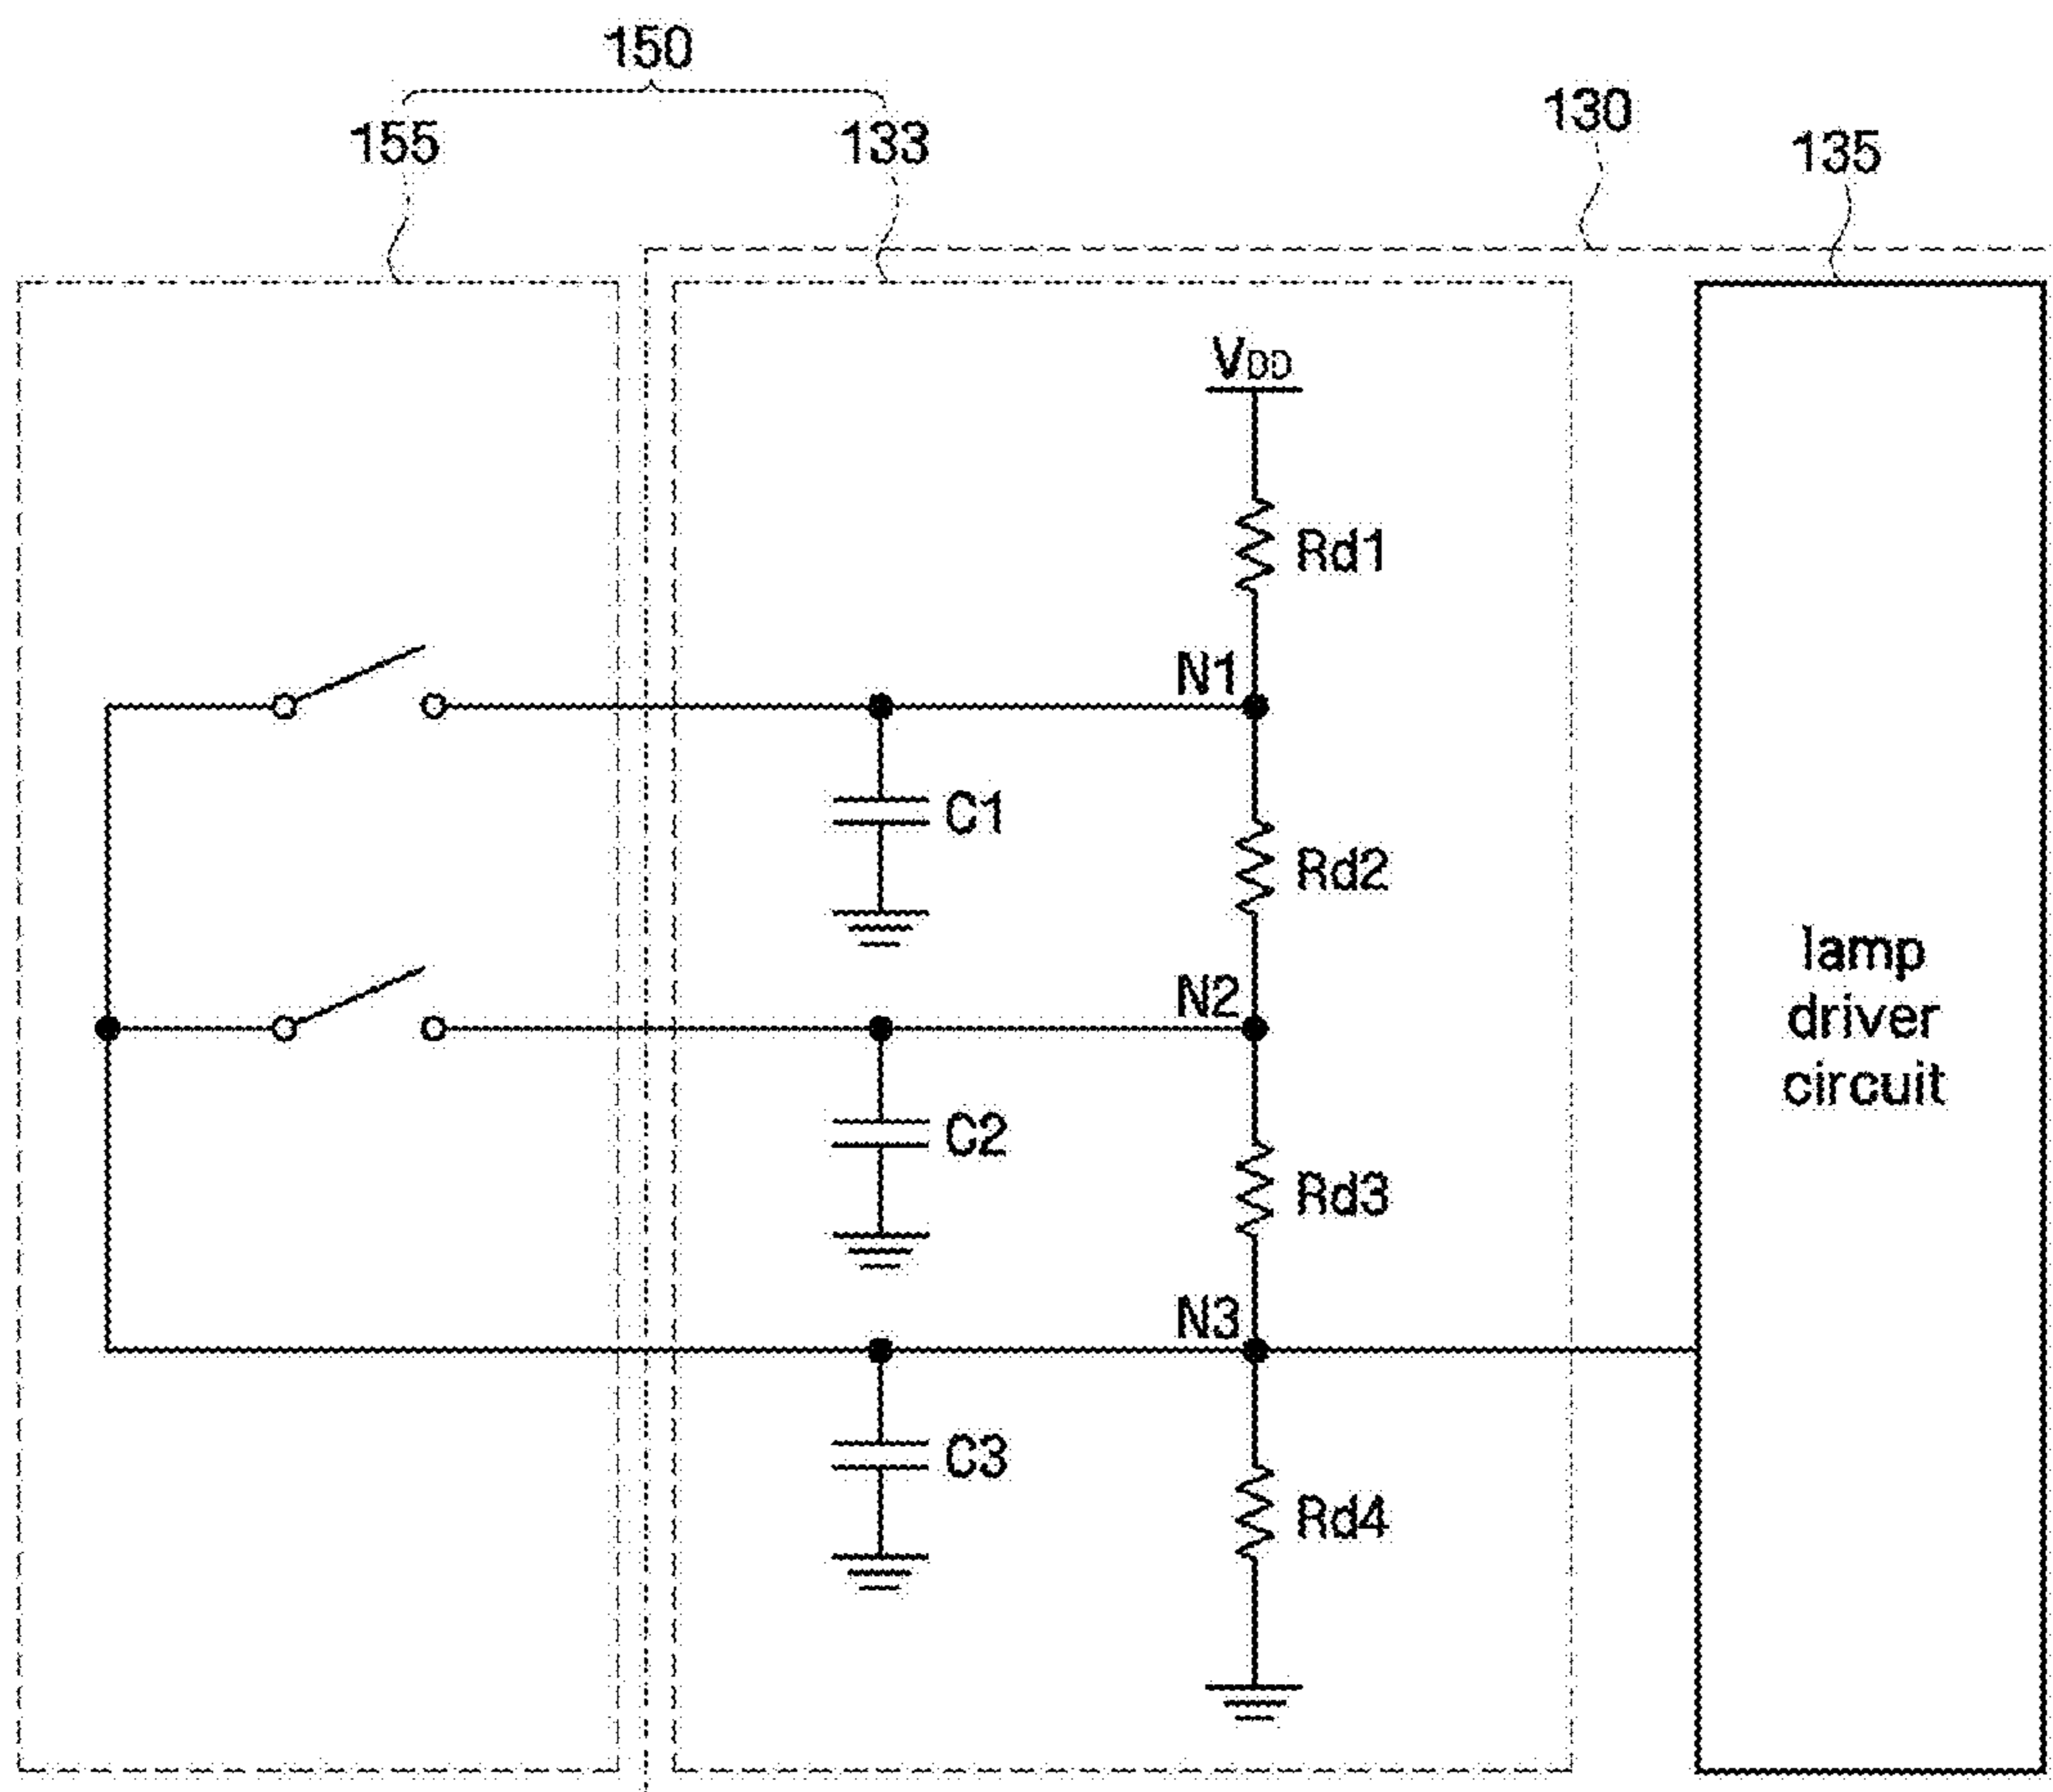 150
155
133
130
135
VDD
Rd1
N1
C1
Rd2
N2
C2
Rd3
N3
C3
Rd4
lamp
driver
circuit